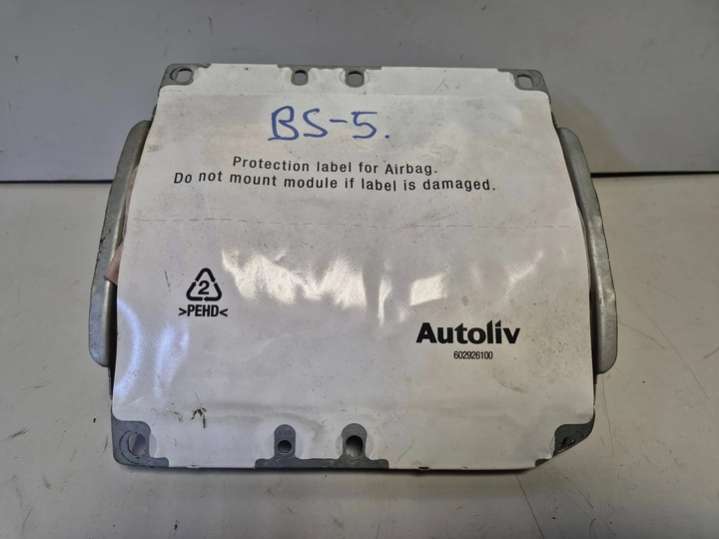 BS-5.
Protection label for Airbag.
Do not mount module if label is damaged.
2
>PEHD<
Autoliv
602926100